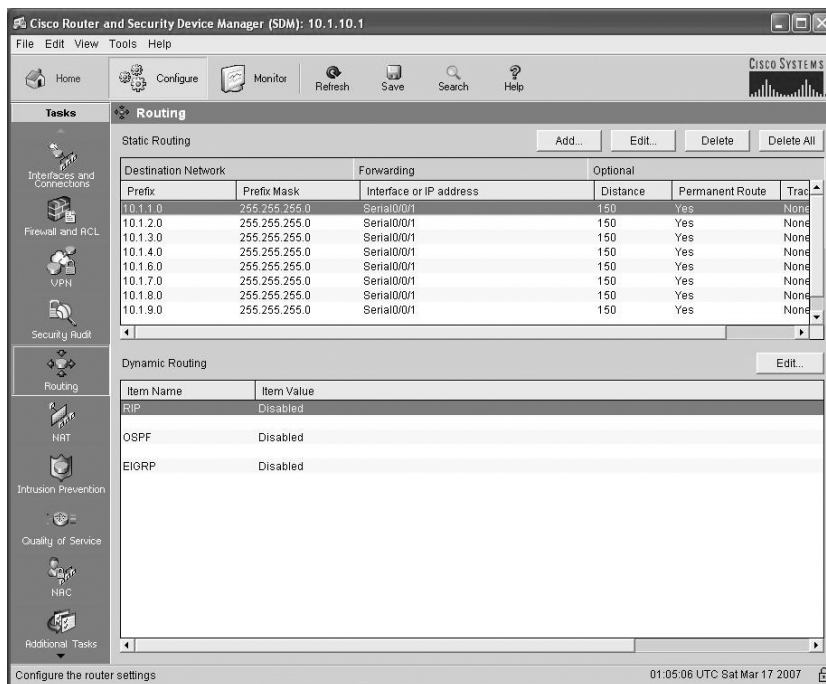 Cisco Router and Security Device Manager (SDM): 10.1.10.1
File Edit View Tools Help
Home Configure Monitor Refresh Save Search Help
CISCO SYSTEMS
Tasks
Routing
Interfaces and Connections
Firewall and ACL
VPN
Security Audit
Routing
NAT
Intrusion Prevention
Quality of Service
NAC
Additional Tasks
Static Routing
Add... Edit... Delete Delete All
Destination Network Forwarding Optional
Prefix Prefix Mask Interface or IP address Distance Permanent Route Trac
10.1.1.0 255.255.255.0 Serial0/0/1 150 Yes None
10.1.2.0 255.255.255.0 Serial0/0/1 150 Yes None
10.1.3.0 255.255.255.0 Serial0/0/1 150 Yes None
10.1.4.0 255.255.255.0 Serial0/0/1 150 Yes None
10.1.6.0 255.255.255.0 Serial0/0/1 150 Yes None
10.1.7.0 255.255.255.0 Serial0/0/1 150 Yes None
10.1.8.0 255.255.255.0 Serial0/0/1 150 Yes None
10.1.9.0 255.255.255.0 Serial0/0/1 150 Yes None
Dynamic Routing
Edit...
Item Name Item Value
RIP Disabled
OSPF Disabled
EIGRP Disabled
Configure the router settings
01:05:06 UTC Sat Mar 17 2007